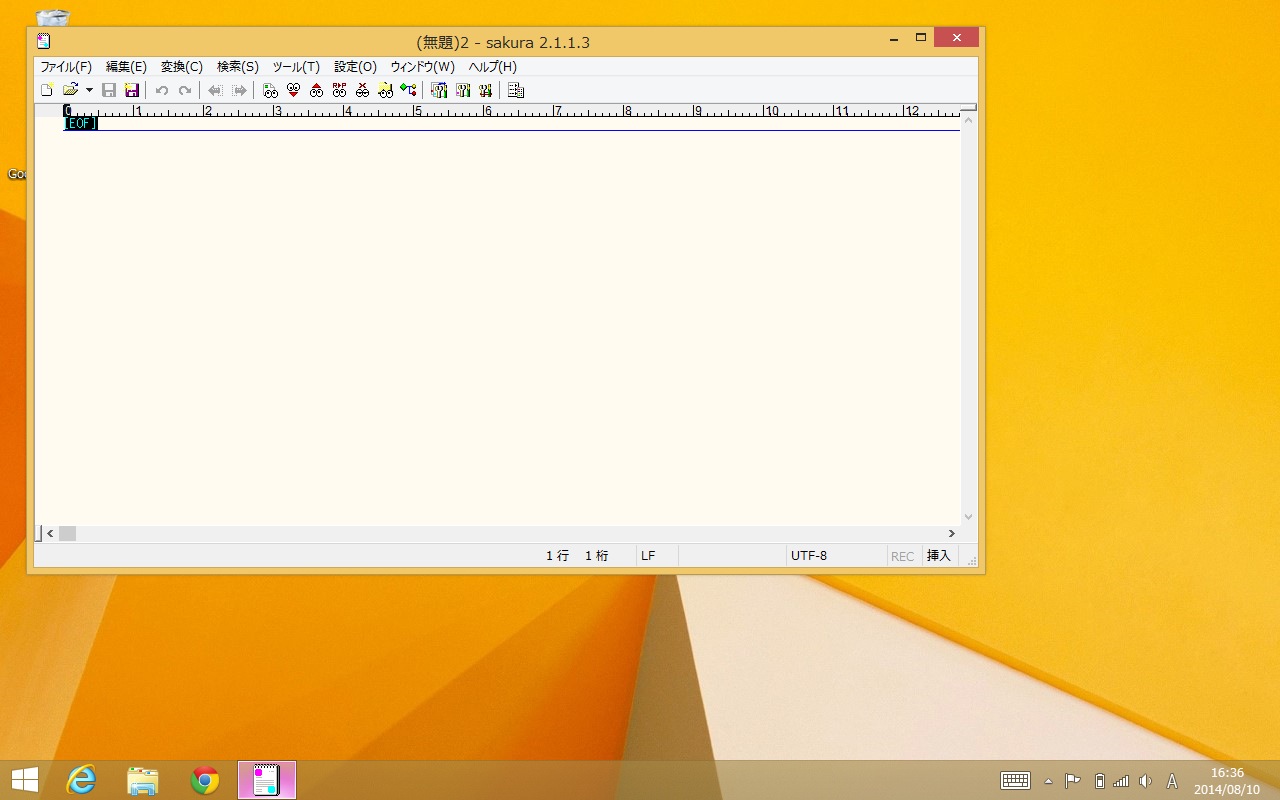 (無題)2 - sakura 2.1.1.3
ファイル(F) 編集(E) 変換(C) 検索(S) ツール(T) 設定(O) ウィンドウ(W) ヘルプ(H)
0 1 2 3 4 5 6 7 8 9 10 11 12
[EOF]
Goo
1 行 1 桁 LF UTF-8 REC 挿入
A
16:36
2014/08/10